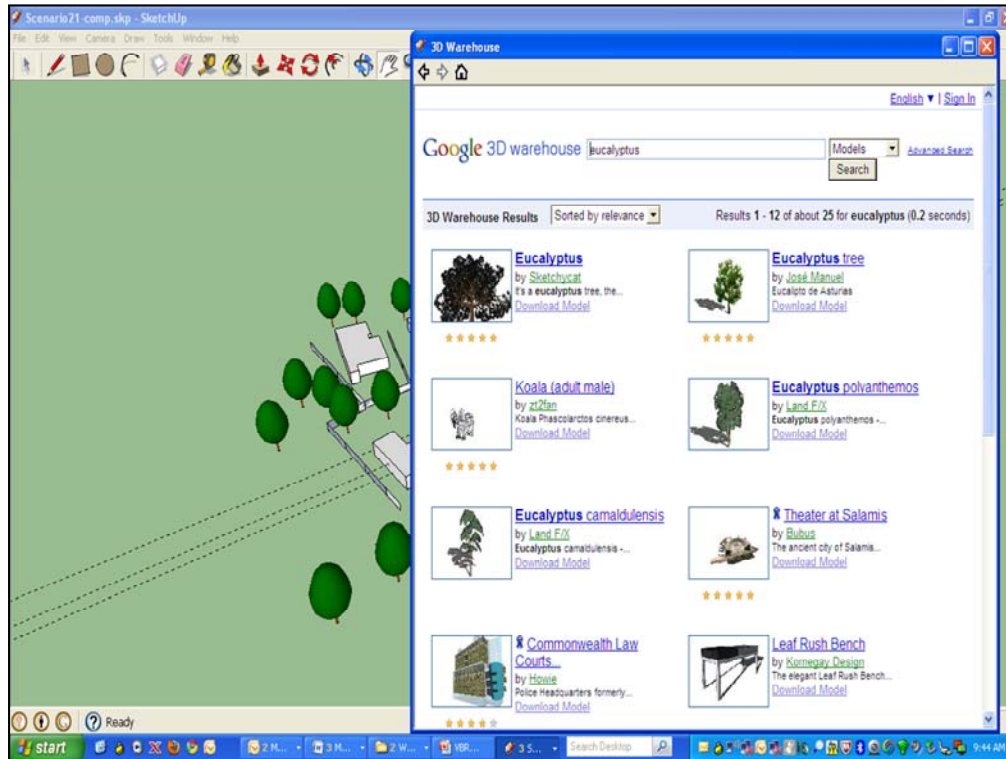 Scenario21-comp.skp - SketchUp
File Edit View Camera Draw Tools Window Help
3D Warehouse
English ▼ | Sign In
Google 3D warehouse eucalyptus Models Advanced Search
Search
3D Warehouse Results Sorted by relevance Results 1 - 12 of about 25 for eucalyptus (0.2 seconds)
Eucalyptus
by Sketchycat
It's a eucalyptus tree, the...
Download Model
Eucalyptus tree
by José Manuel
Eucalipto de Asturias
Download Model
Koala (adult male)
by zt2fan
Koala Phascolarctos cinereus...
Download Model
Eucalyptus polyanthemos
by Land F/X
Eucalyptus polyanthemos -...
Download Model
Eucalyptus camaldulensis
by Land F/X
Eucalyptus camaldulensis -...
Download Model
Theater at Salamis
by Bubus
The ancient city of Salamis...
Download Model
Commonwealth Law
Courts...
by Howie
Police Headquarters formerly...
Download Model
Leaf Rush Bench
by Kornegay Design
The elegant Leaf Rush Bench...
Download Model
Ready
start 2 M... 3 M... 2 W... VBR... 3 S... Search Desktop 9:44 AM